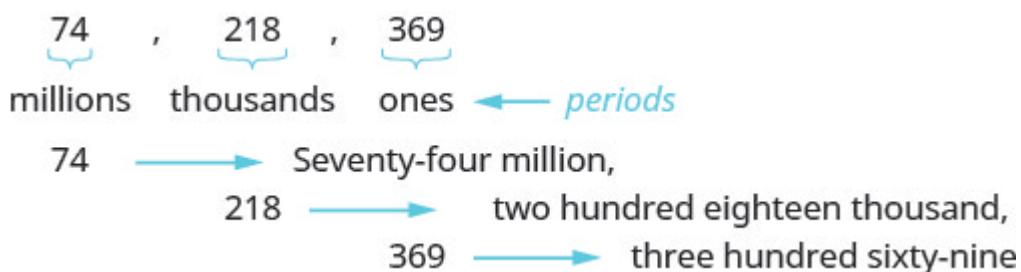 74 , 218 , 369
millions thousands ones periods
74 Seventy-four million,
218 two hundred eighteen thousand,
369 three hundred sixty-nine